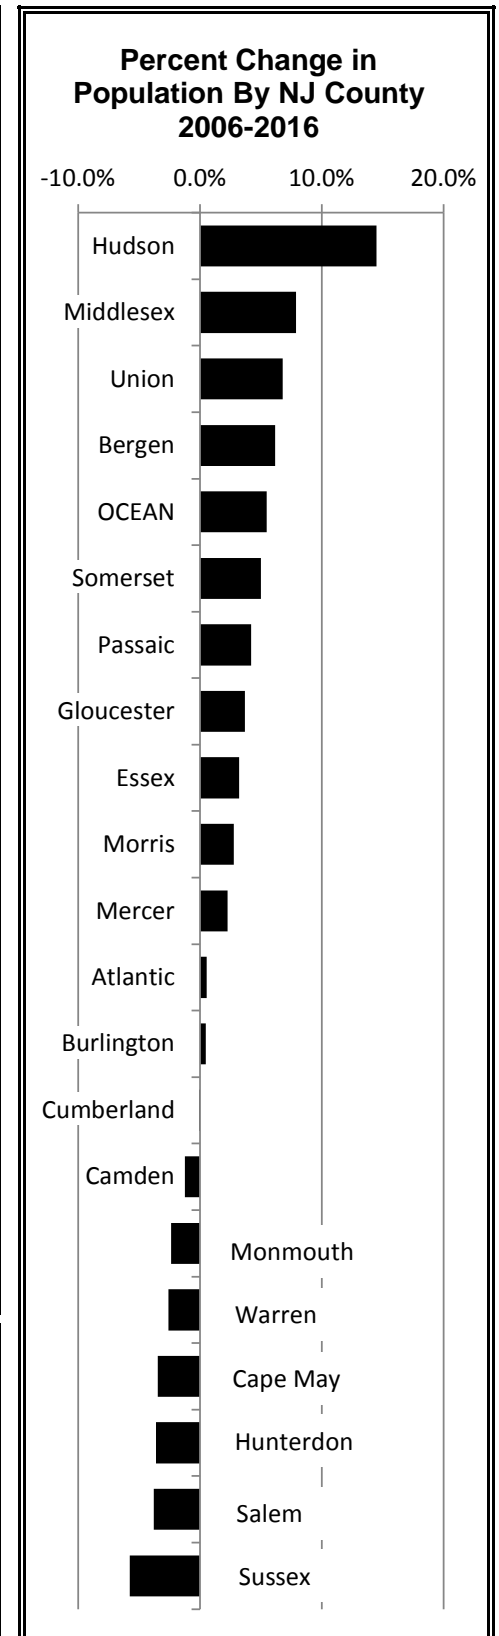 Percent Change in
Population By NJ County
2006-2016
-10.0% 0.0% 10.0% 20.0%
Hudson
Middlesex
Union
Bergen
OCEAN
Somerset
Passaic
Gloucester
Essex
Morris
Mercer
Atlantic
Burlington
Cumberland
Camden
Monmouth
Warren
Cape May
Hunterdon
Salem
Sussex